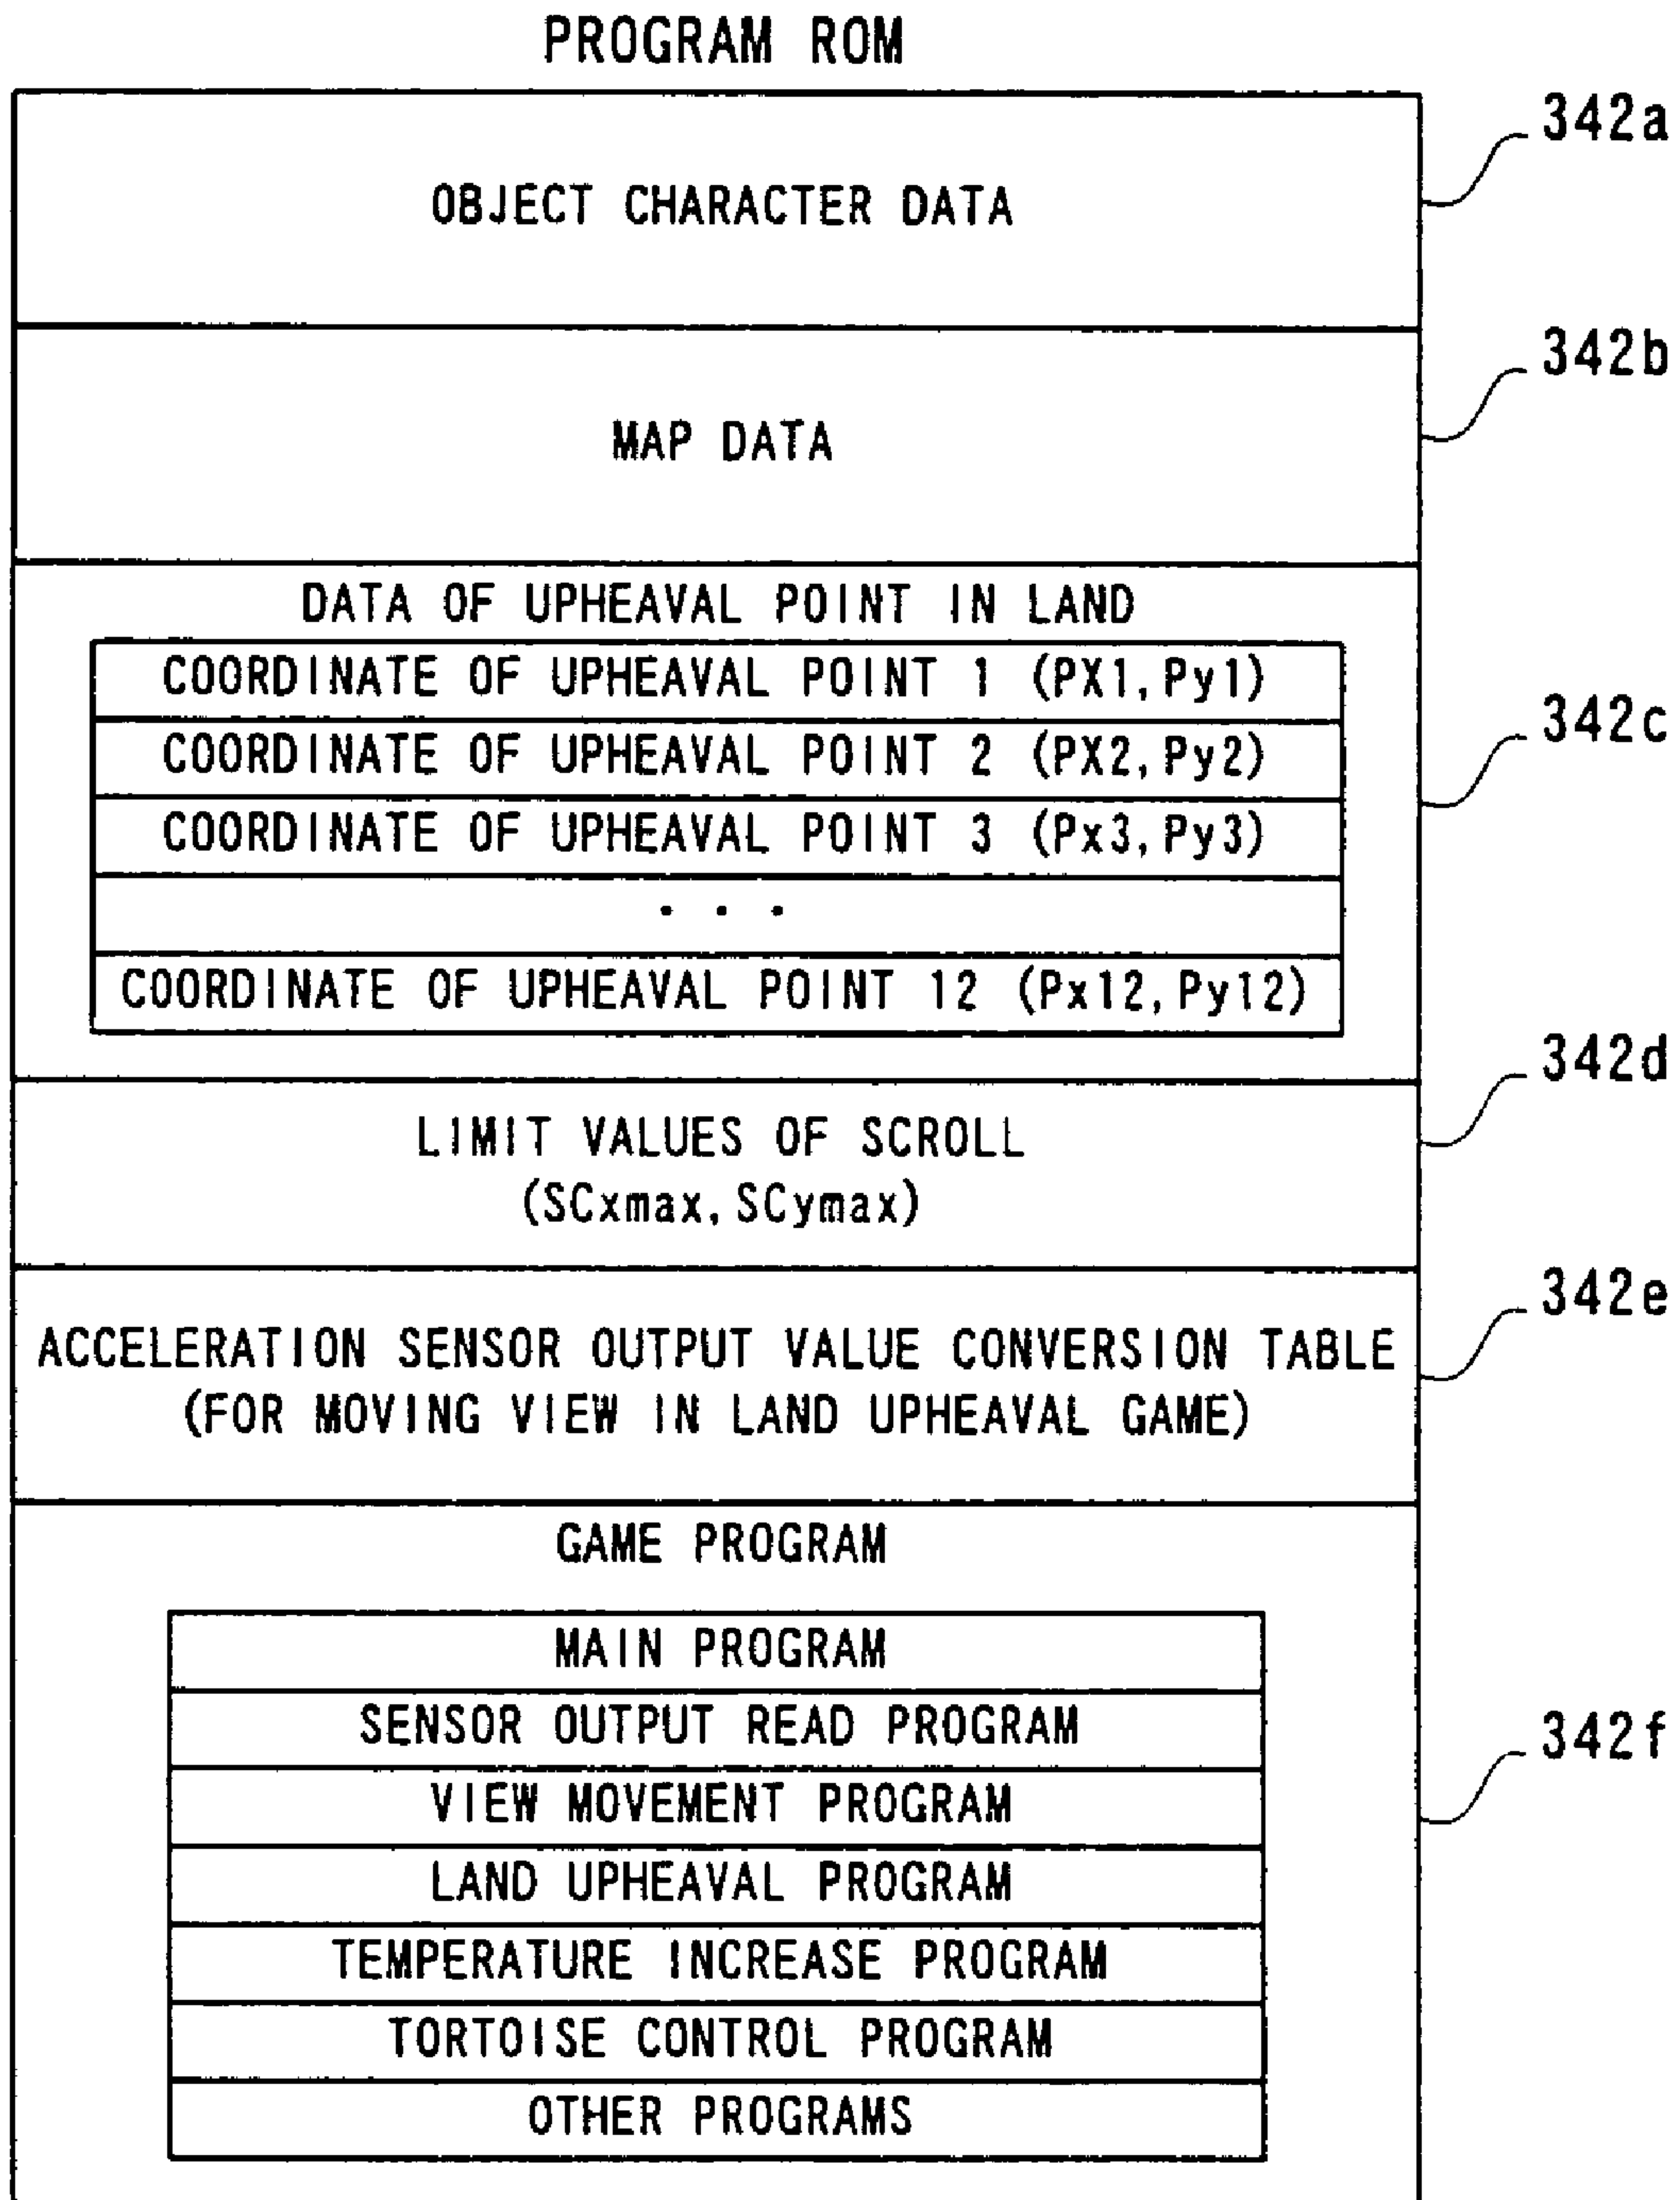 PROGRAM ROM
342a
OBJECT CHARACTER DATA
342b
MAP DATA
DATA OF UPHEAVAL POINT IN LAND
COORDINATE OF UPHEAVAL POINT 1 (PX1,Py1)
342c
COORDINATE OF UPHEAVAL POINT 2 (PX2,Py2)
COORDINATE OF UPHEAVAL POINT 3 (Px3,Py3)
. . .
COORDINATE OF UPHEAVAL POINT 12 (Px12,Py12)
342d
LIMIT VALUES OF SCROLL
(SCxmax,SCymax)
342e
ACCELERATION SENSOR OUTPUT VALUE CONVERSION TABLE
(FOR MOVING VIEW IN LAND UPHEAVAL GAME)
GAME PROGRAM
MAIN PROGRAM
SENSOR OUTPUT READ PROGRAM
342f
VIEW MOVEMENT PROGRAM
LAND UPHEAVAL PROGRAM
TEMPERATURE INCREASE PROGRAM
TORTOISE CONTROL PROGRAM
OTHER PROGRAMS